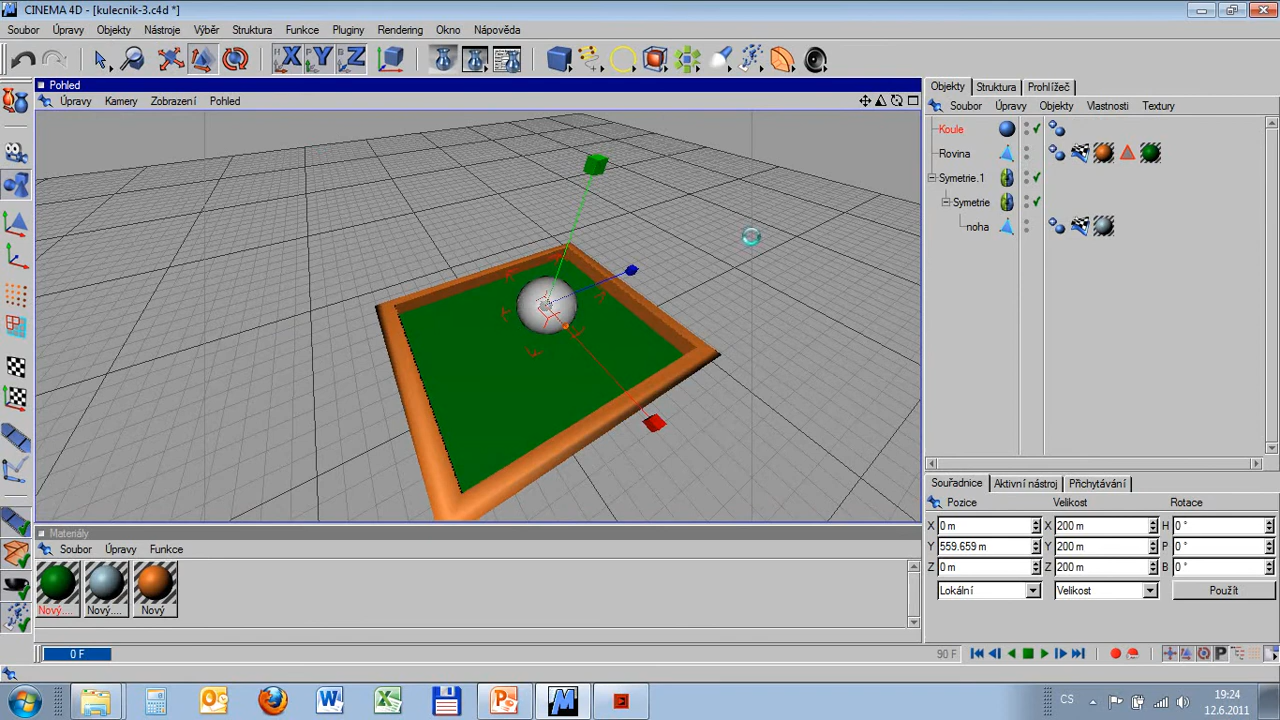 CINEMA 4D - [kulecnik-3.c4d *]
Soubor Úpravy Objekty Nástroje Výběr Struktura Funkce Pluginy Rendering Okno Nápověda
X Y Z
Pohled
Úpravy Kamery Zobrazení Pohled
Objekty Struktura Prohlížeč
Soubor Úpravy Objekty Vlastnosti Textury
Koule
Rovina
Symetrie.1
Symetrie
noha
Souřadnice Aktivní nástroj Přichytávání
Pozice Velikost Rotace
X 0 m X 200 m H 0 °
Y 559.659 m Y 200 m P 0 °
Z 0 m Z 200 m B 0 °
Lokální Velikost Použít
Materiály
Soubor Úpravy Funkce
Nový.... Nový.... Nový
0 F 90 F
P
CS 19:24
12.6.2011